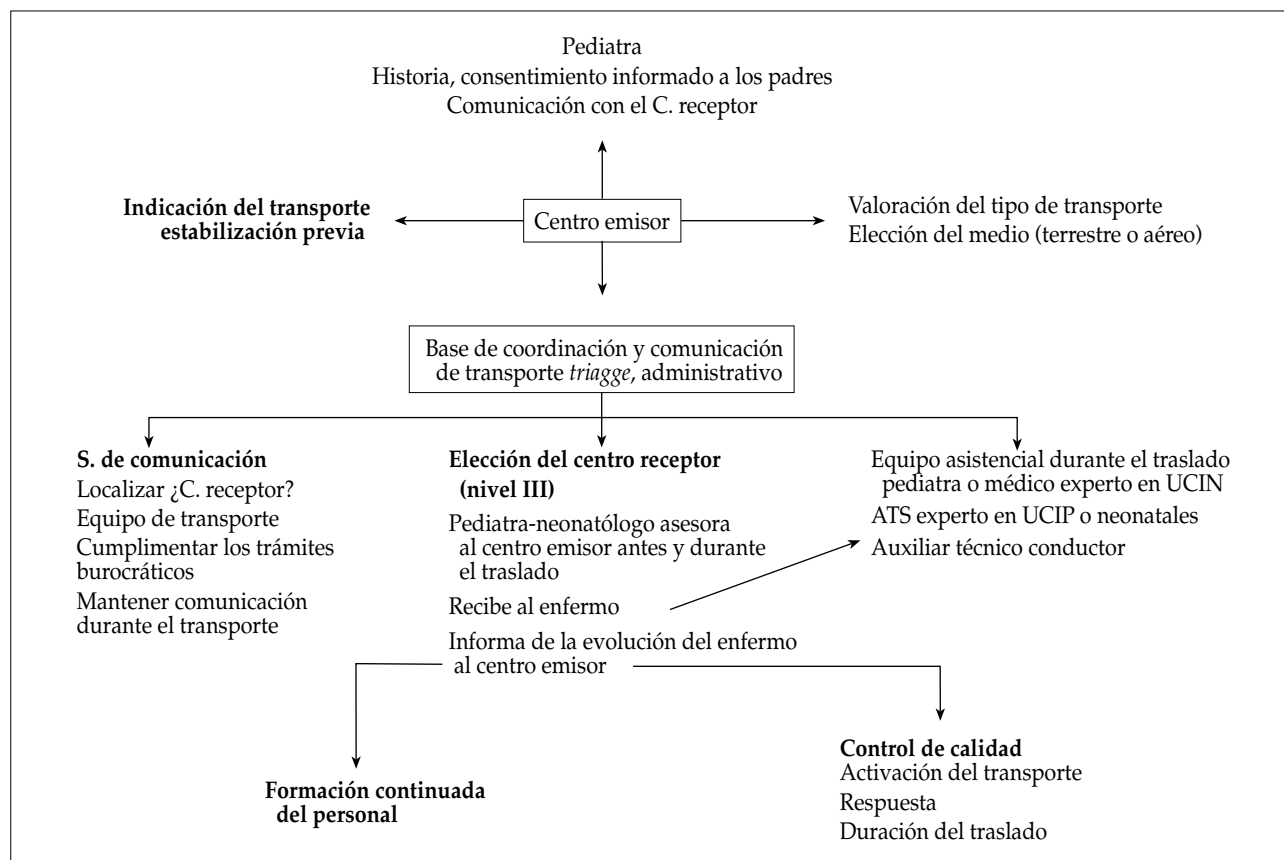 Pediatra
Historia, consentimiento informado a los padres
Comunicación con el C. receptor
Indicación del transporte
estabilización previa
Centro emisor
Valoración del tipo de transporte
Elección del medio (terrestre o aéreo)
Base de coordinación y comunicación
de transporte triagge, administrativo
S. de comunicación
Localizar ¿C. receptor?
Equipo de transporte
Cumplimentar los trámites
burocráticos
Mantener comunicación
durante el transporte
Elección del centro receptor
(nivel III)
Pediatra-neonatólogo asesora
al centro emisor antes y durante
el traslado
Recibe al enfermo
Informa de la evolución del enfermo
al centro emisor
Equipo asistencial durante el traslado
pediatra o médico experto en UCIN
ATS experto en UCIP o neonatales
Auxiliar técnico conductor
Formación continuada
del personal
Control de calidad
Activación del transporte
Respuesta
Duración del traslado